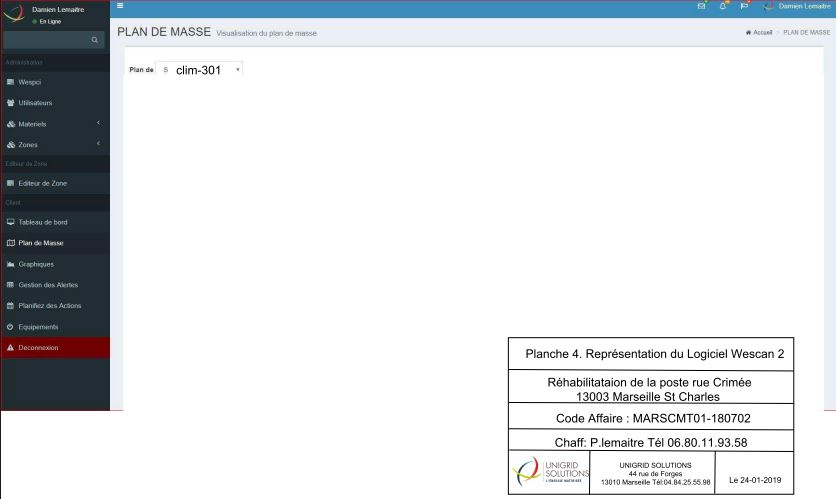 Damien Lemaitre
En Ligne
Administration
Wespci
Utilisateurs
Materiels
Zones
Editeur de Zone
Editeur de Zone
Client
Tableau de bord
Plan de Masse
Graphiques
Gestion des Alertes
Planifiez des Actions
Equipements
Deconnexion
Damien Lemaitre
PLAN DE MASSE Visualisation du plan de masse
Accueil > PLAN DE MASSE
Plan de S clim-301
Planche 4. Représentation du Logiciel Wescan 2
Réhabilitataion de la poste rue Crimée
13003 Marseille St Charles
Code Affaire : MARSCMT01-180702
Chaff: P.lemaitre Tél 06.80.11.93.58
UNIGRID
SOLUTIONS
L'ÉNERGIE MAÎTRISÉE
UNIGRID SOLUTIONS
44 rue de Forges
13010 Marseille Tél:04.84.25.55.98
Le 24-01-2019